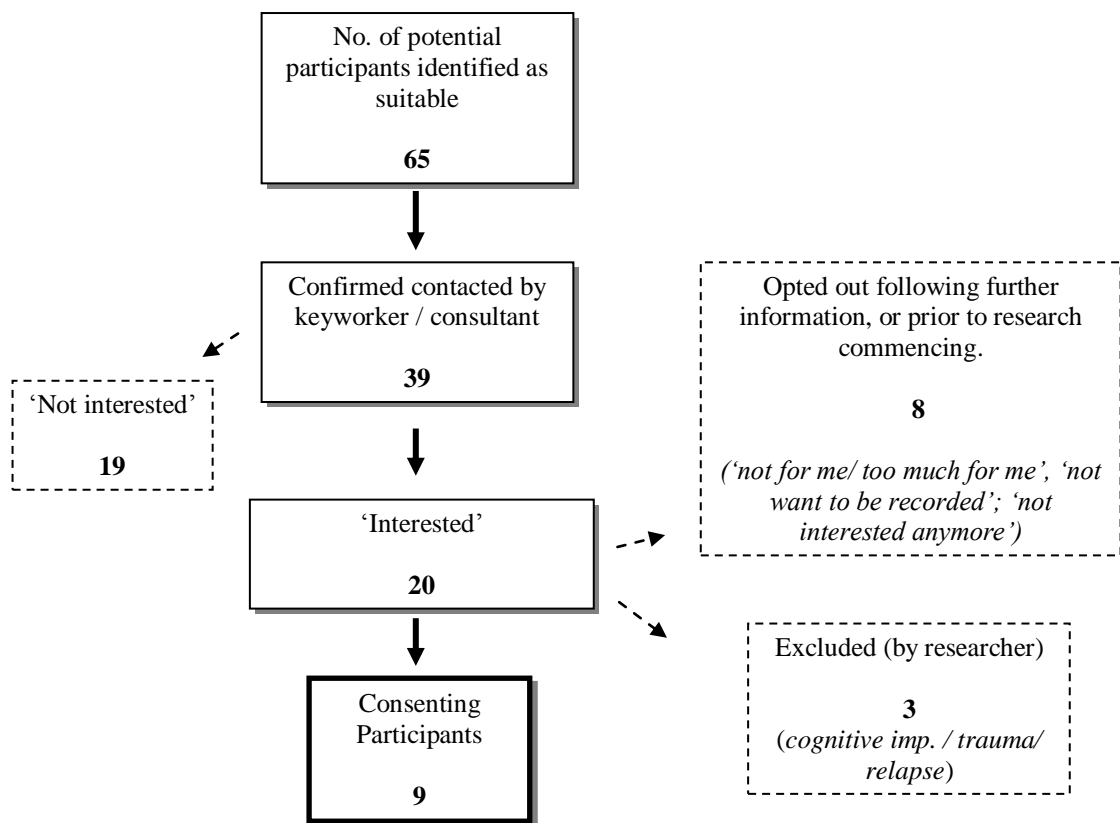 No. of potential
participants identified as
suitable
65
Confirmed contacted by
keyworker / consultant
39
‘Not interested’
19
Opted out following further
information, or prior to research
commencing.
8
(‘not for me/ too much for me’, ‘not
want to be recorded’; ‘not
interested anymore’)
‘Interested’
20
Excluded (by researcher)
3
(cognitive imp. / trauma/
relapse)
Consenting
Participants
9